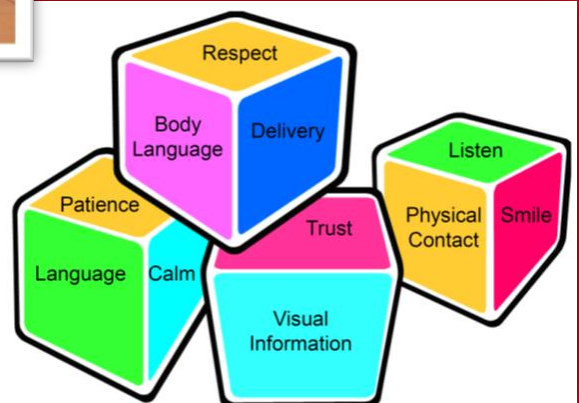 Respect
Body
Language
Delivery
Listen
Patience
Trust
Physical
Contact
Smile
Language
Calm
Visual
Information